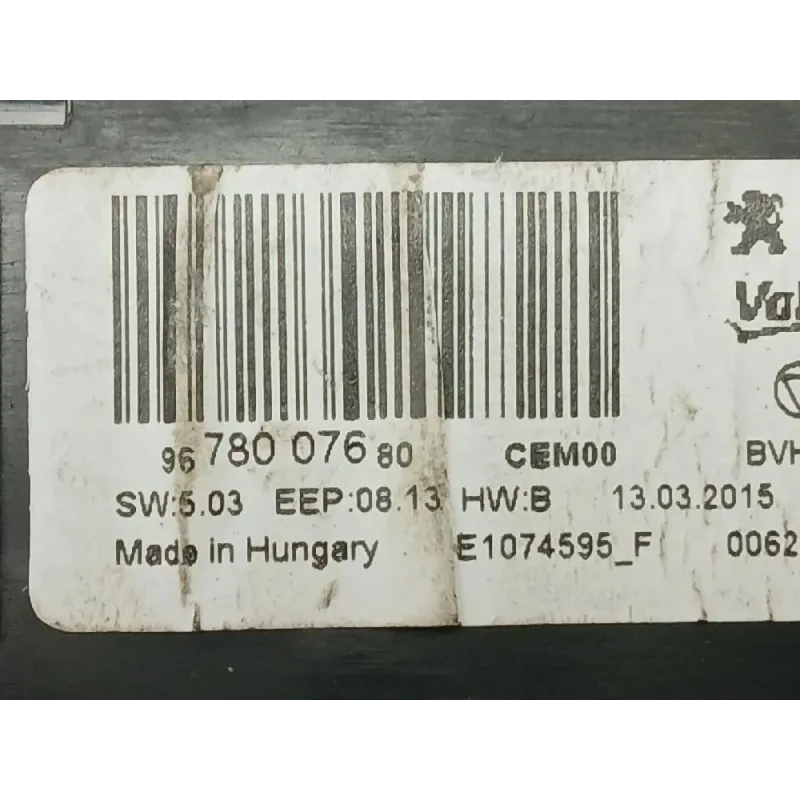 Va
96 780 076 80 CEM00 BVH
SW:5.03 EEP:08.13 HW:B 13.03.2015
Made in Hungary E1074595_F 0062